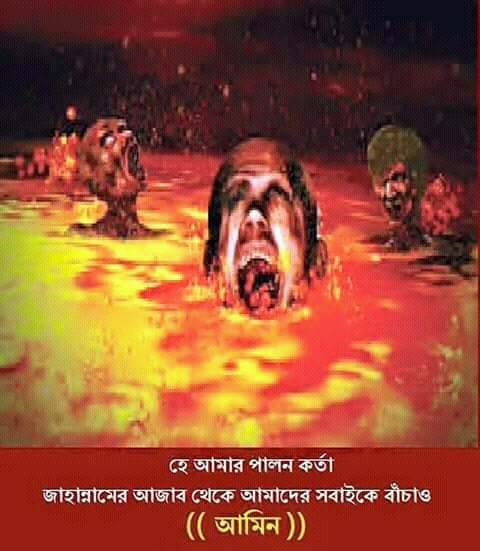 হে আমার পালন কর্তা
জাহান্নামের আজাব থেকে আমাদের সবাইকে বাঁচাও
(( আমিন ))